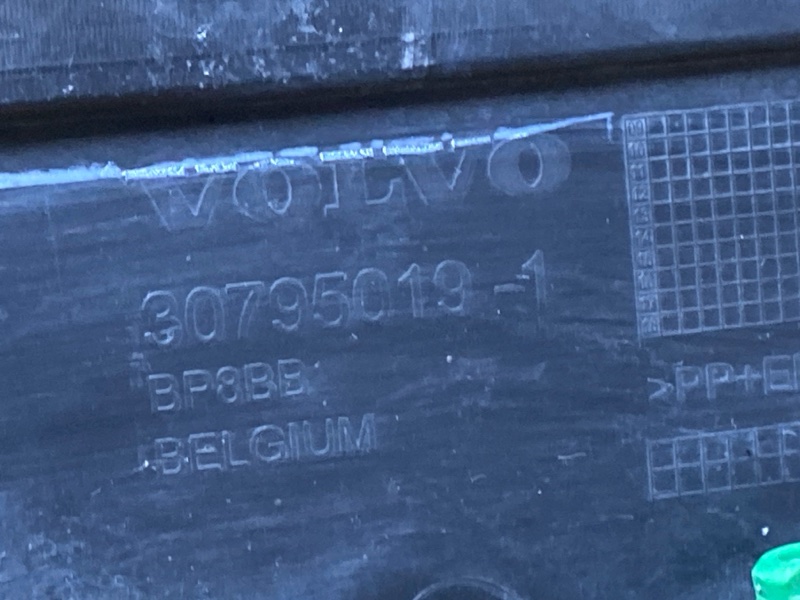 VOLVO
30795019-1
BP8BB
BELGIUM
>PP+E